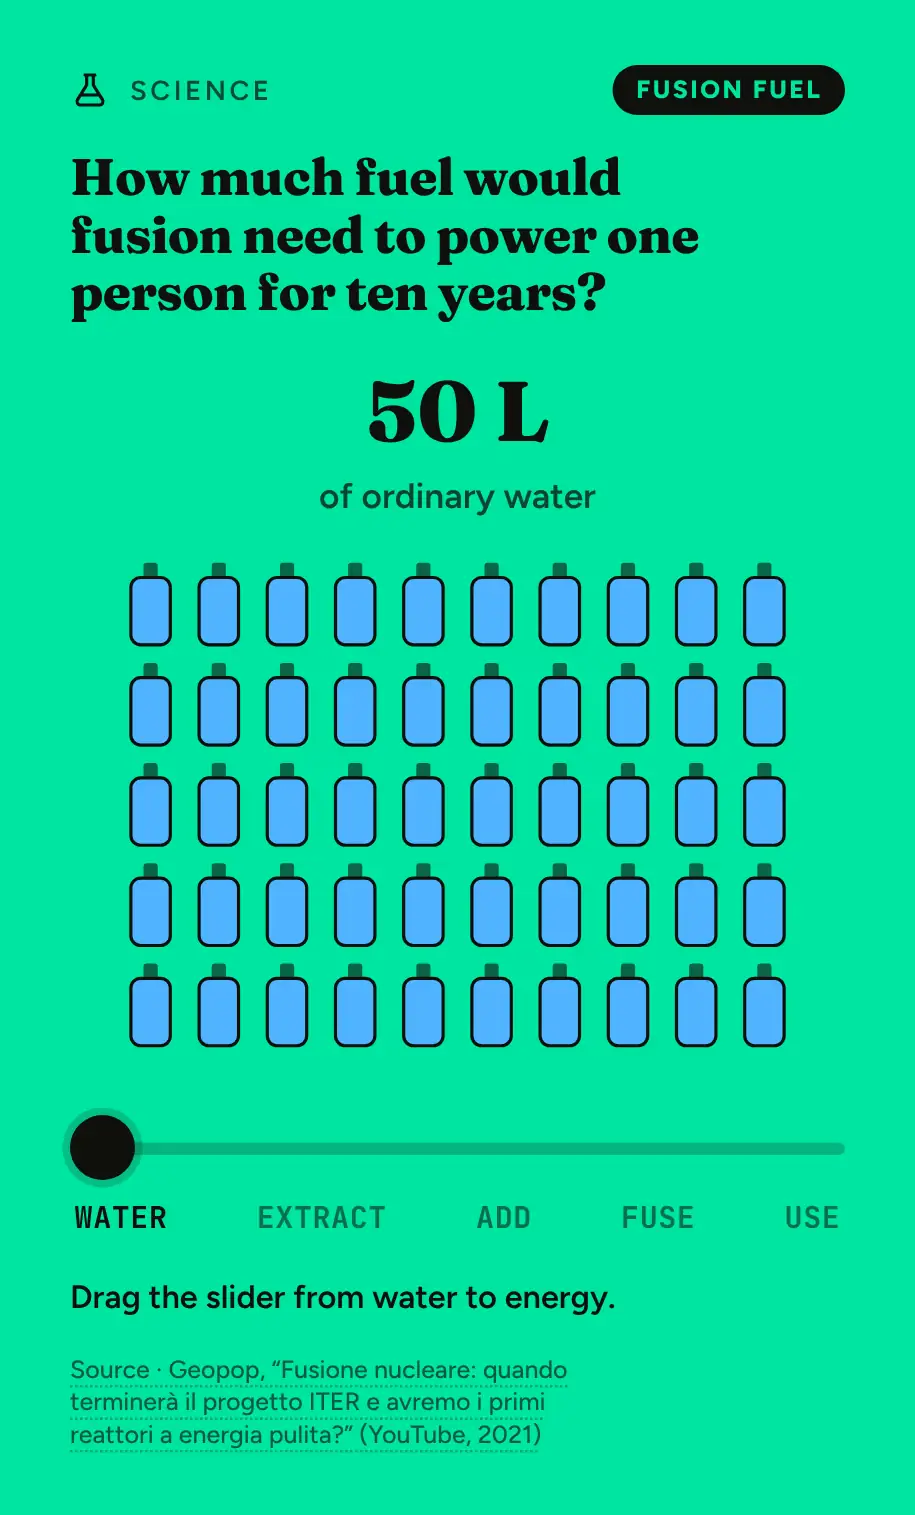 SCIENCE
FUSION FUEL
How much fuel would
fusion need to power one
person for ten years?
50 L
of ordinary water
WATER EXTRACT ADD FUSE USE
Drag the slider from water to energy.
Source · Geopop, “Fusione nucleare: quando
terminerà il progetto ITER e avremo i primi
reattori a energia pulita?” (YouTube, 2021)